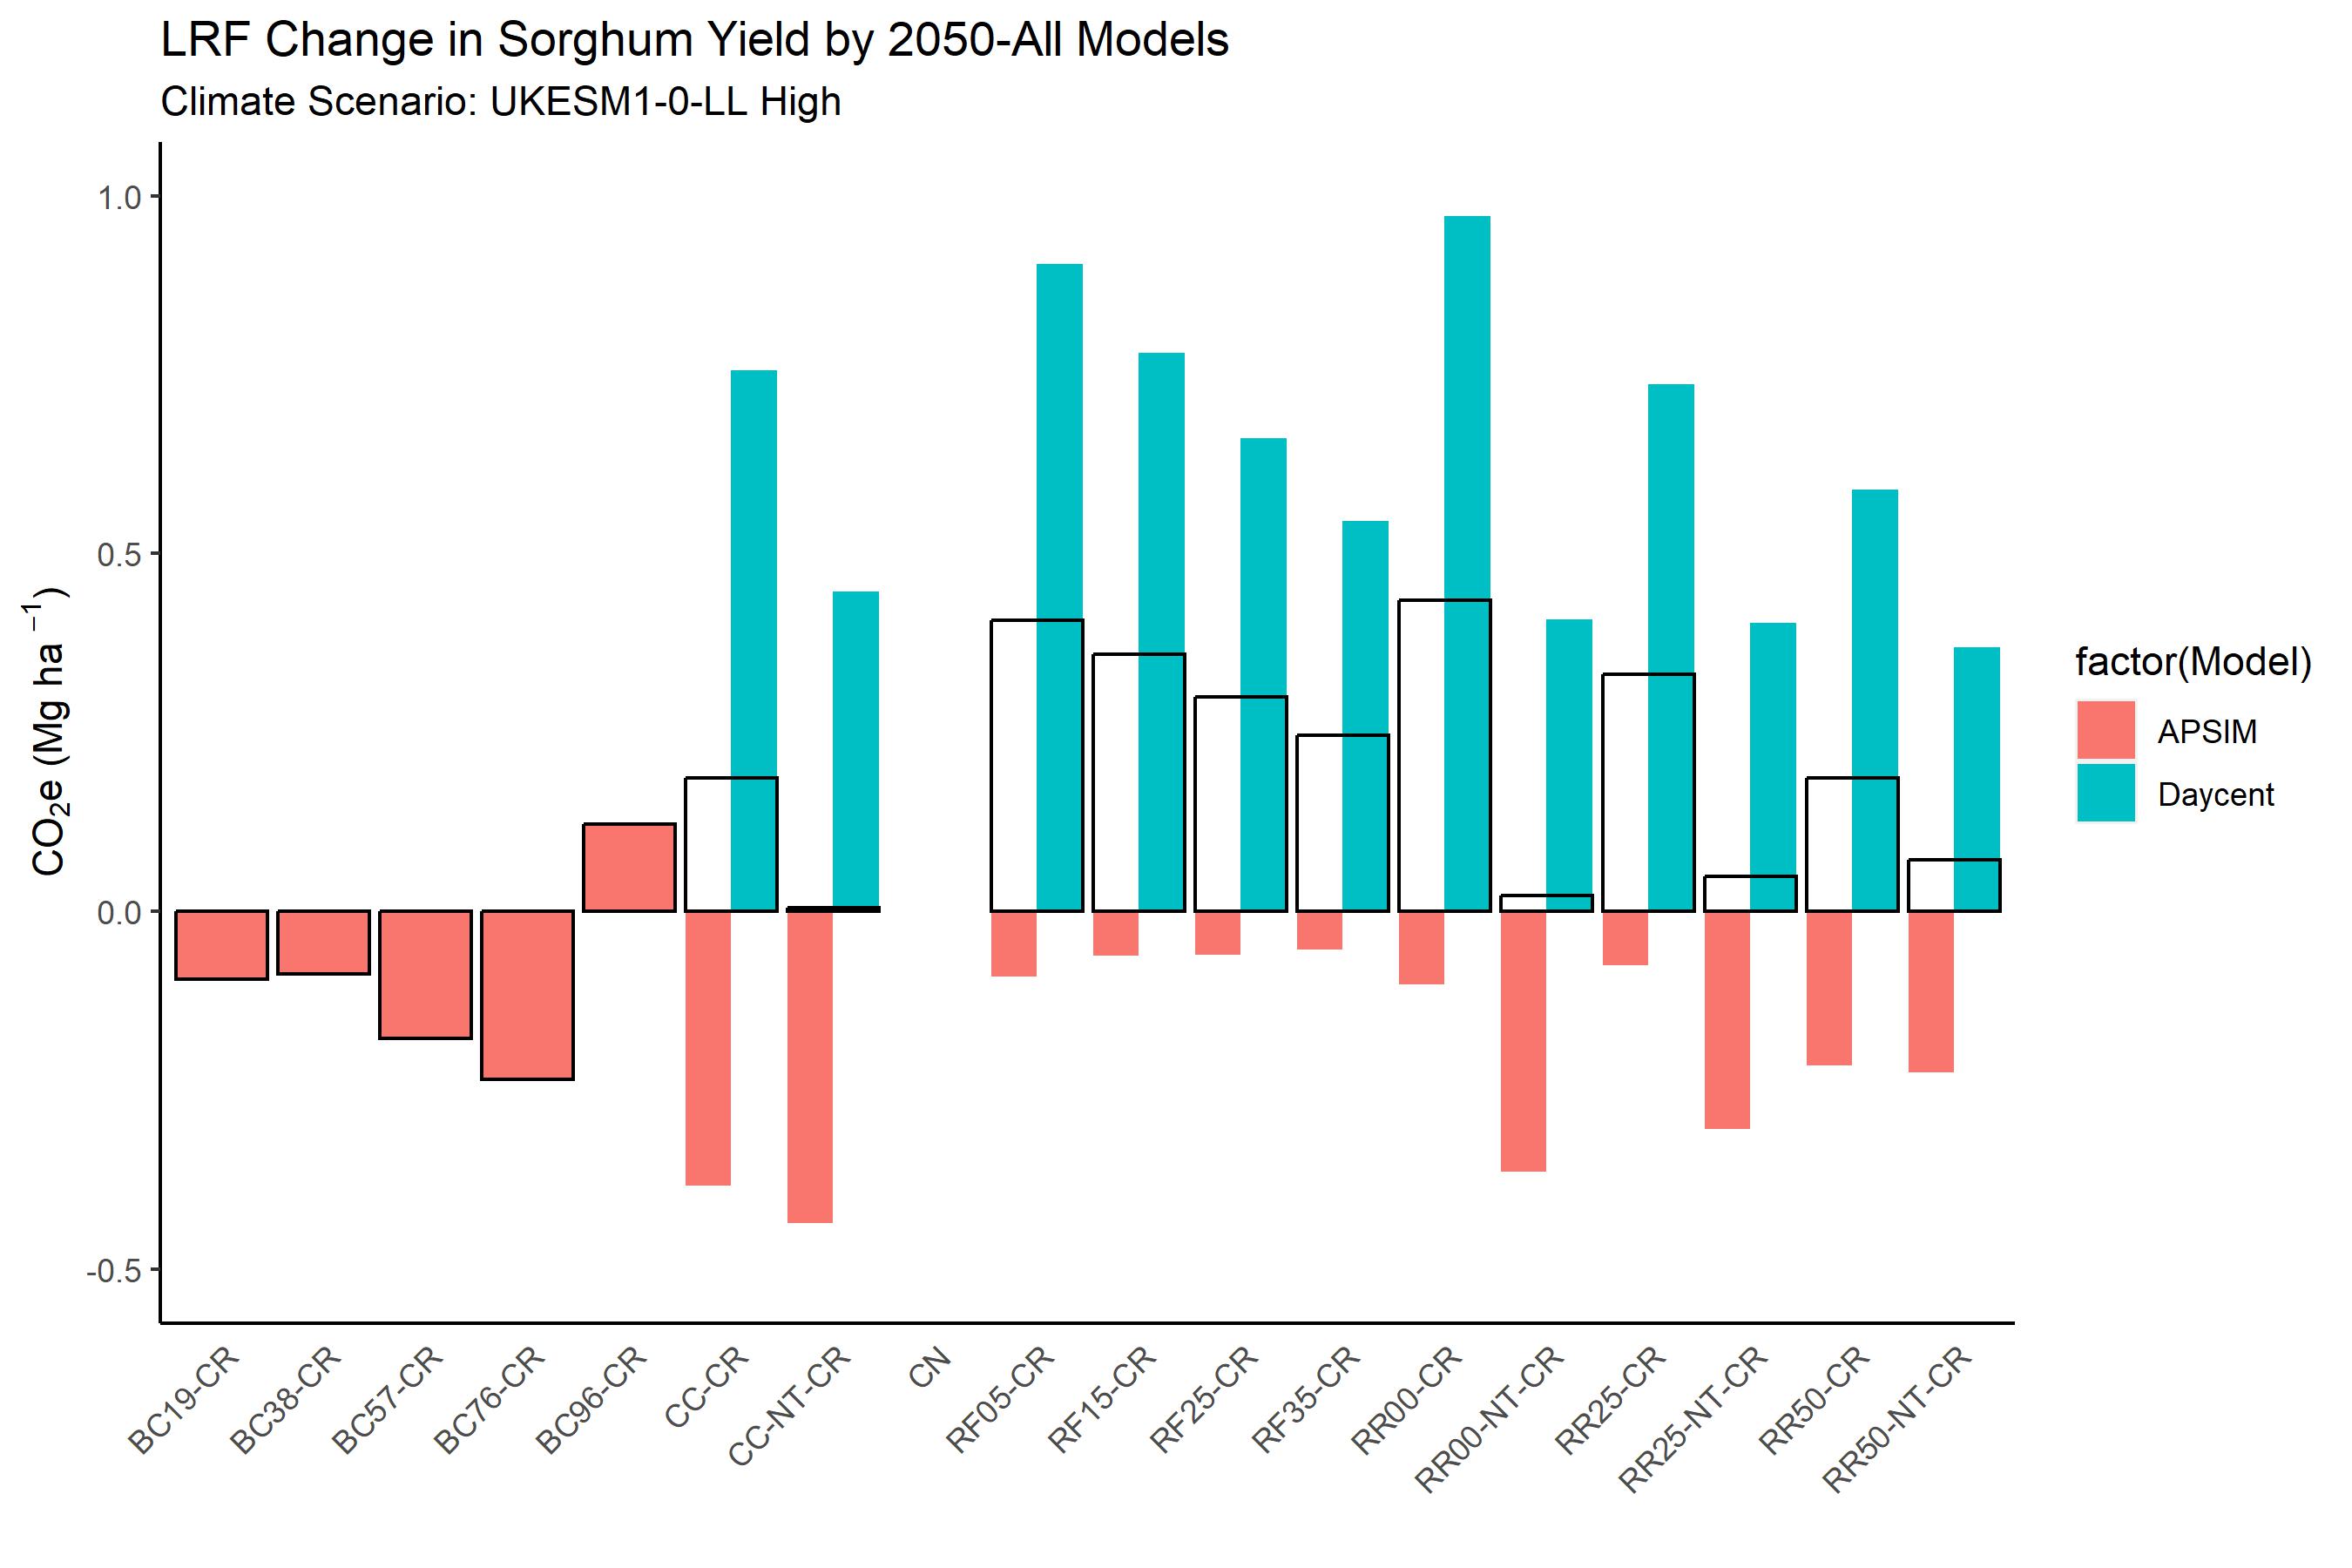 LRF Change in Sorghum Yield by 2050-All Models
Climate Scenario: UKESM1-0-LL High
CO₂e (Mg ha ⁻¹)
1.0
0.5
0.0
-0.5
BC19-CR
BC38-CR
BC57-CR
BC76-CR
BC96-CR
CC-CR
CC-NT-CR
CN
RF05-CR
RF15-CR
RF25-CR
RF35-CR
RR00-CR
RR00-NT-CR
RR25-CR
RR25-NT-CR
RR50-CR
RR50-NT-CR
factor(Model)
APSIM
Daycent